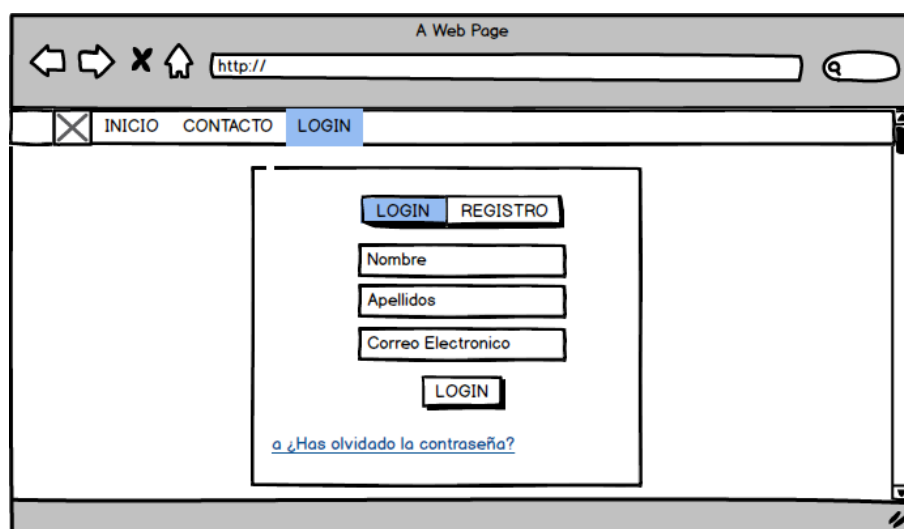 A Web Page
http://
INICIO CONTACTO LOGIN
LOGIN REGISTRO
Nombre
Apellidos
Correo Electronico
LOGIN
a ¿Has olvidado la contraseña?